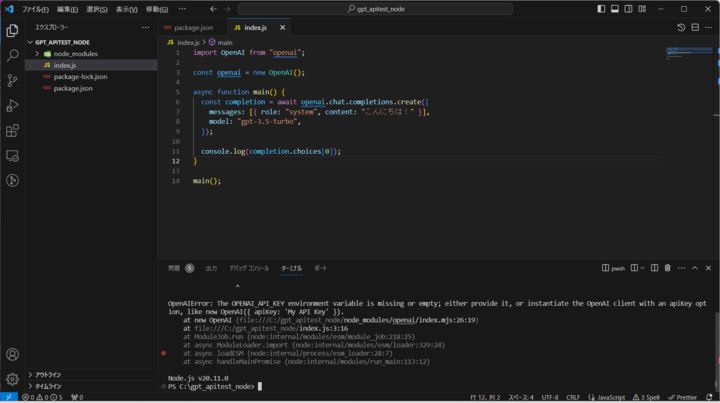 ファイル(F) 編集(E) 選択(S) 表示(V) 移動(G) ··· gpt_apitest_node
エクスプローラー ···
GPT_APITEST_NODE
node_modules
JS index.js
package-lock.json
package.json
アウトライン
タイムライン
package.json JS index.js
JS index.js > main
1 import OpenAI from "openai";
2
3 const openai = new OpenAI();
4
5 async function main() {
6 const completion = await openai.chat.completions.create({
7 messages: [{ role: "system", content: "こんにちは！" }],
8 model: "gpt-3.5-turbo",
9 });
10
11 console.log(completion.choices[0]);
12 }
13
14 main();
問題 5 出力 デバッグ コンソール ターミナル ポート pwsh
^
OpenAIError: The OPENAI_API_KEY environment variable is missing or empty; either provide it, or instantiate the OpenAI client with an apiKey opt
ion, like new OpenAI({ apiKey: 'My API Key' }).
at new OpenAI (file:///C:/gpt_apitest_node/node_modules/openai/index.mjs:26:19)
at file:///C:/gpt_apitest_node/index.js:3:16
at ModuleJob.run (node:internal/modules/esm/module_job:218:25)
at async ModuleLoader.import (node:internal/modules/esm/loader:329:24)
at async loadESM (node:internal/process/esm_loader:28:7)
at async handleMainPromise (node:internal/modules/run_main:113:12)
Node.js v20.11.0
PS C:\gpt_apitest_node>
0 0 5 0 行 12、列 2 スペース: 4 UTF-8 CRLF JavaScript 3 Spell Prettier